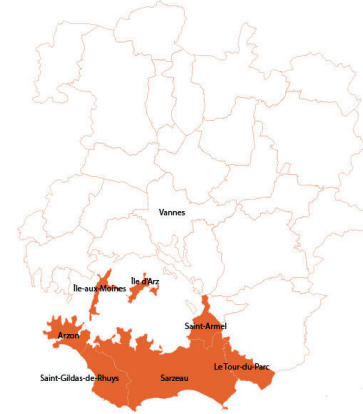 Vannes
Île d'Arz
Île-aux-Moines
Saint-Armel
Arzon
Le Tour-du-Parc
Saint-Gildas-de-Rhuys
Sarzeau